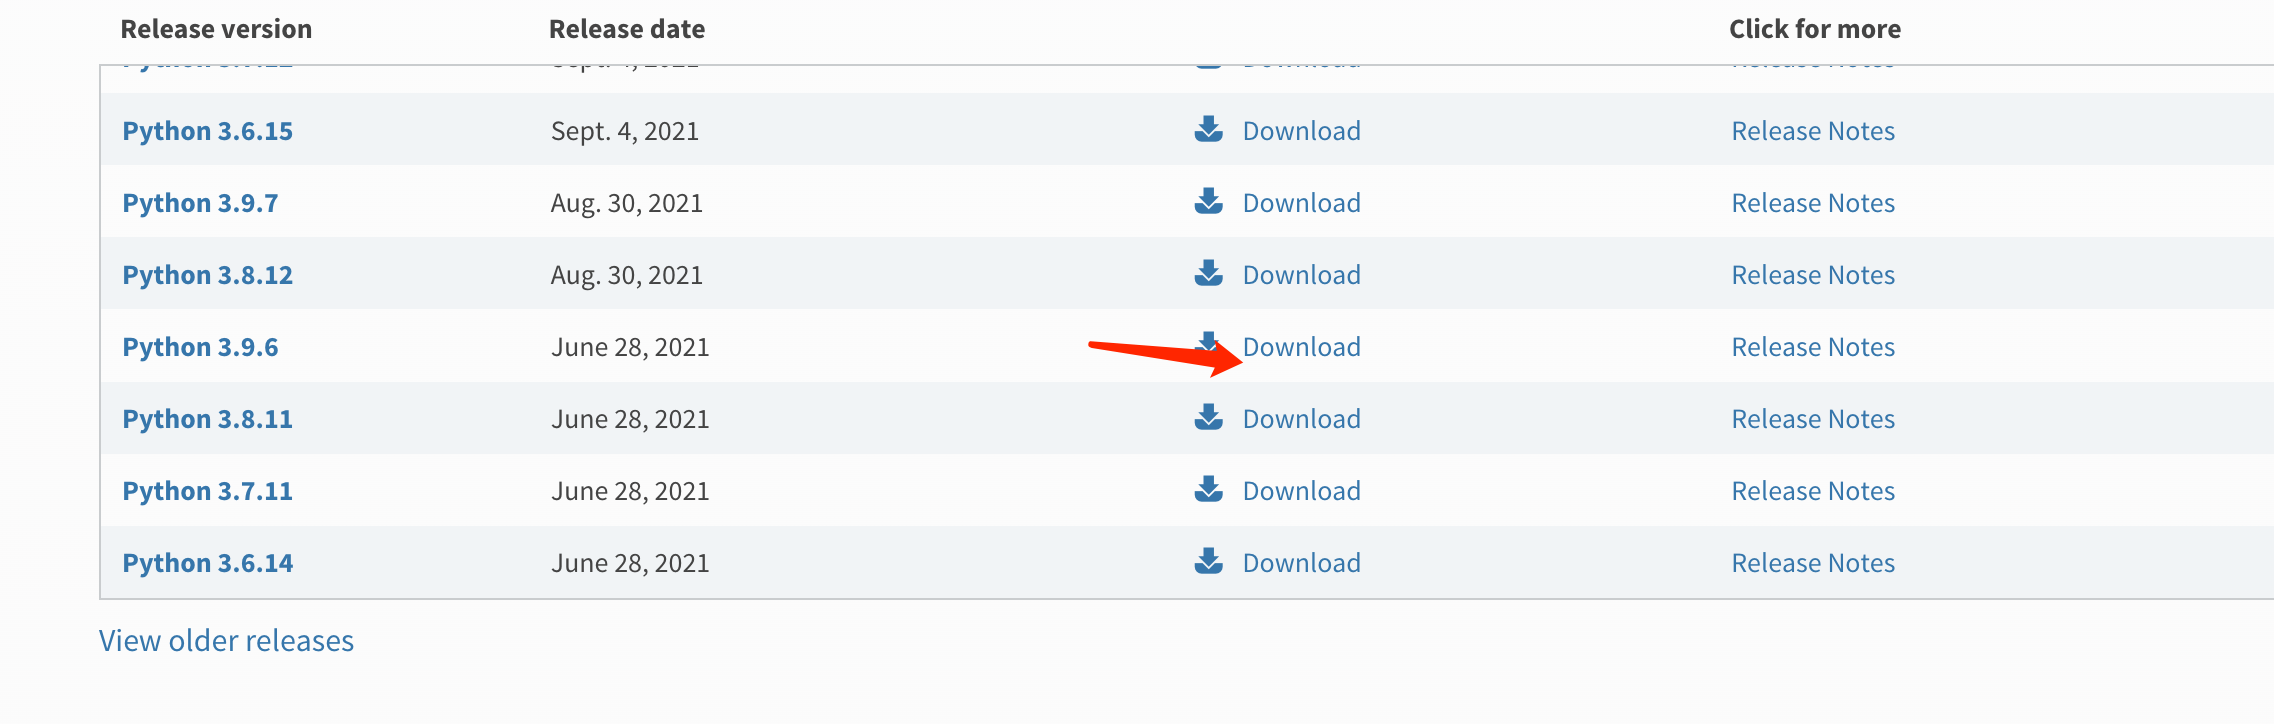 Release version Release date Click for more
Python 3.6.15 Sept. 4, 2021 Download Release Notes
Python 3.9.7 Aug. 30, 2021 Download Release Notes
Python 3.8.12 Aug. 30, 2021 Download Release Notes
Python 3.9.6 June 28, 2021 Download Release Notes
Python 3.8.11 June 28, 2021 Download Release Notes
Python 3.7.11 June 28, 2021 Download Release Notes
Python 3.6.14 June 28, 2021 Download Release Notes
View older releases